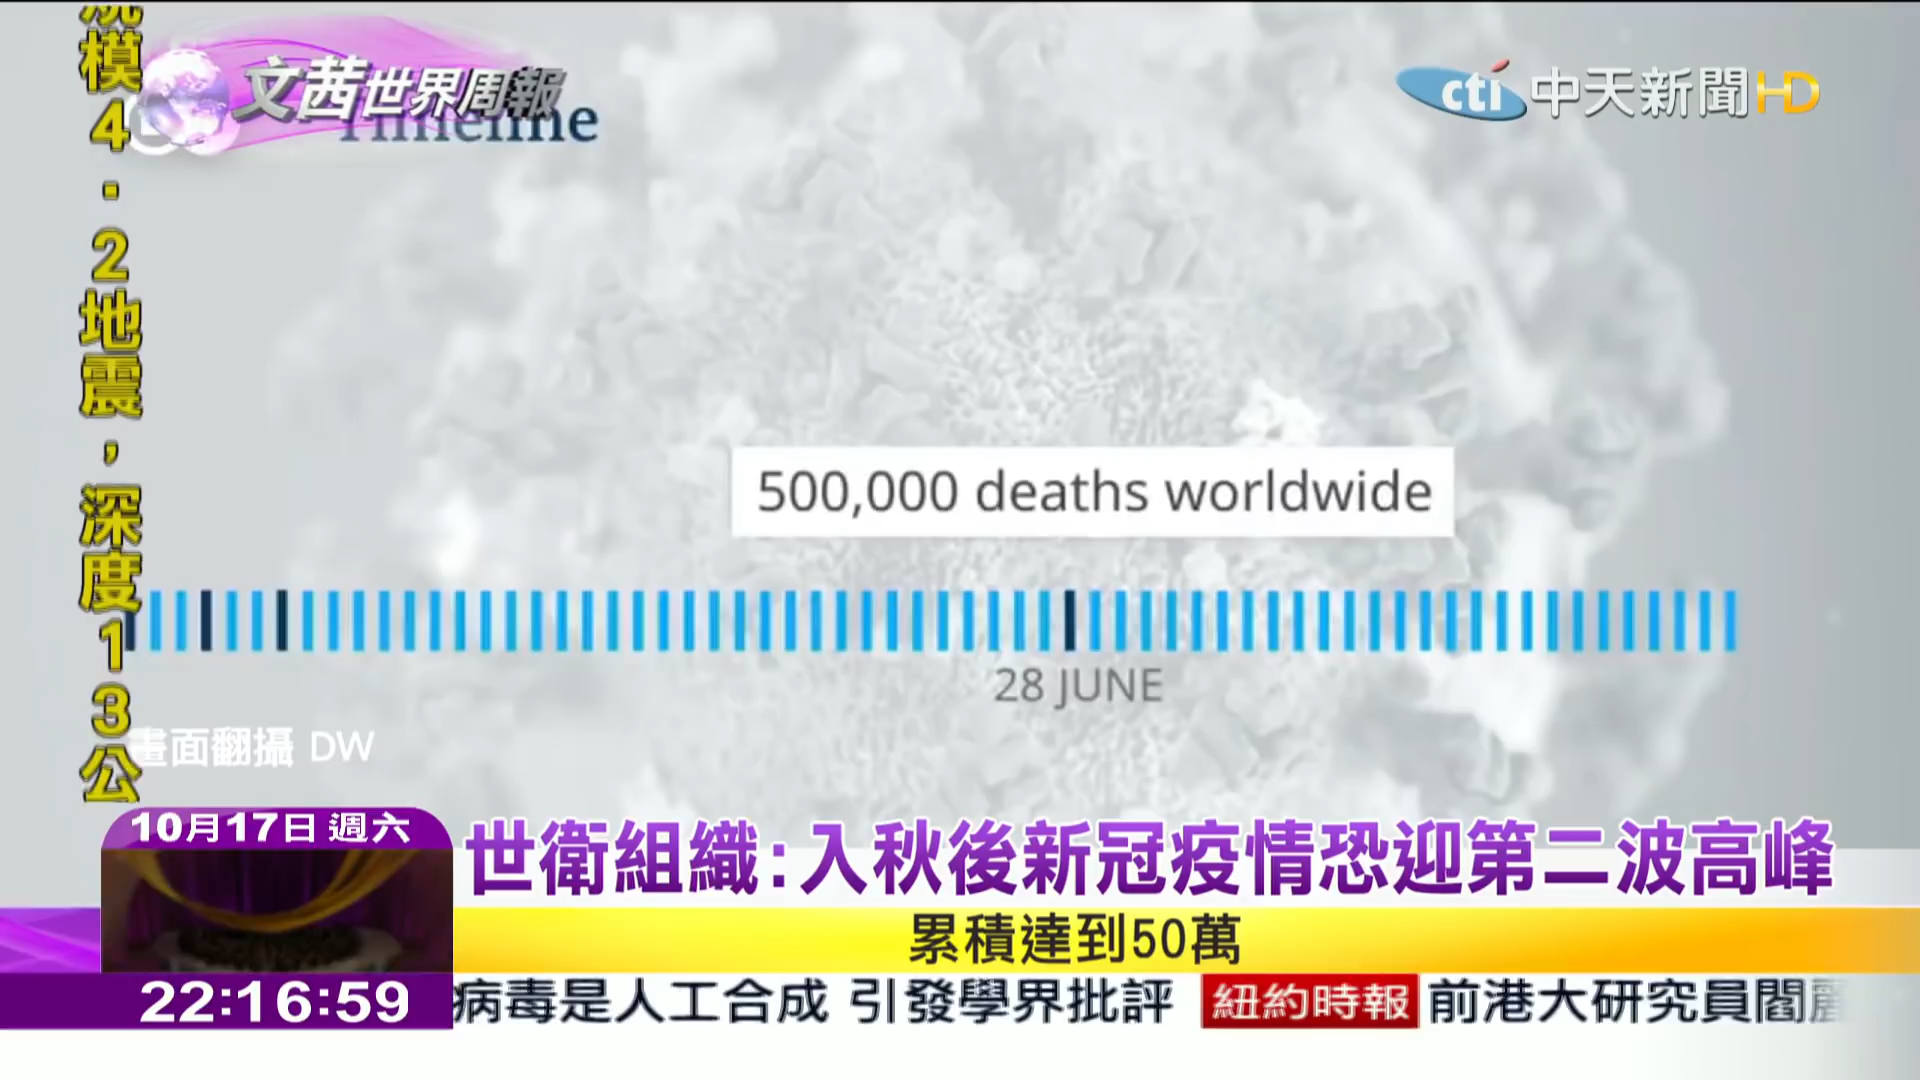 規模4.2地震，深度13公
文茜世界周報
Timeline
cti 中天新聞HD
500,000 deaths worldwide
28 JUNE
畫面翻攝 DW
10月17日 週六
世衛組織:入秋後新冠疫情恐迎第二波高峰
累積達到50萬
22:16:59
病毒是人工合成 引發學界批評 紐約時報 前港大研究員閻麗